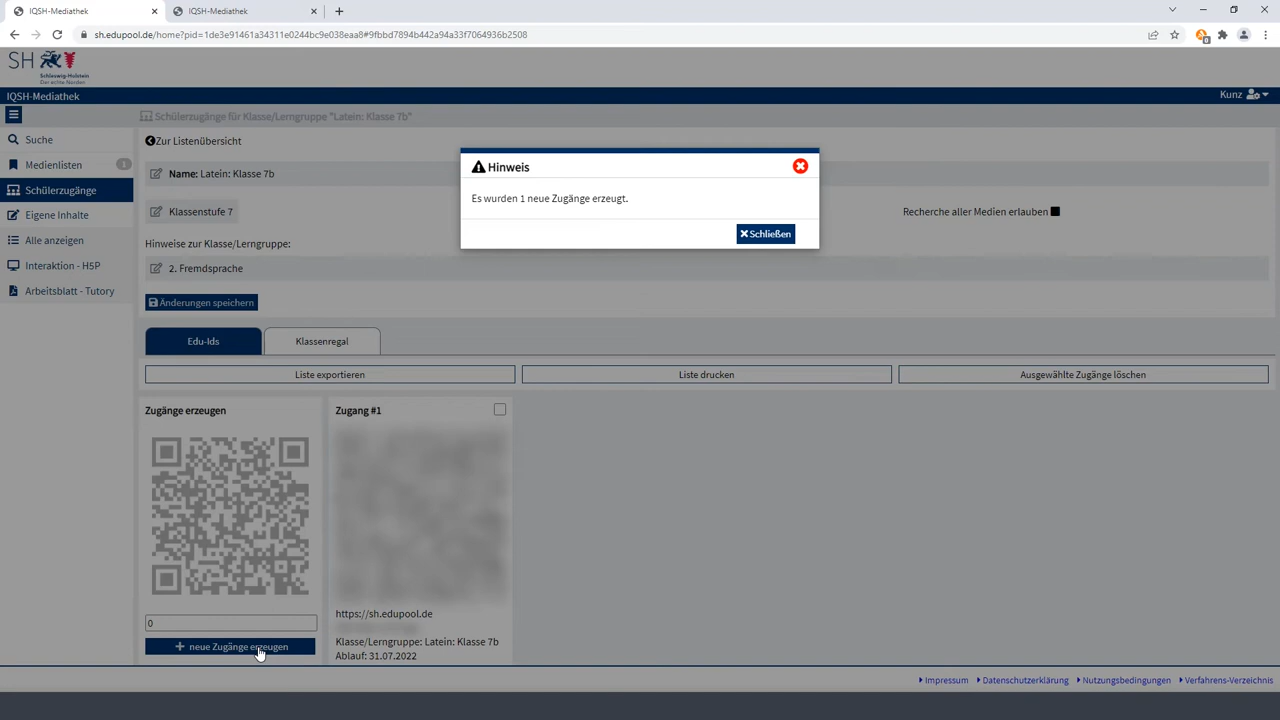 IQSH-Mediathek
IQSH-Mediathek
sh.edupool.de/home?pid=1de3e91461a34311e0244bc9e038eaa8#9fbbd7894b442a94a33f7064936b2508
SH
Schleswig-Holstein
Der echte Norden
IQSH-Mediathek
Kunz
Schülerzugänge für Klasse/Lerngruppe "Latein: Klasse 7b"
Suche
Medienlisten 1
Schülerzugänge
Eigene Inhalte
Alle anzeigen
Interaktion - H5P
Arbeitsblatt - Tutory
Zur Listenübersicht
Name: Latein: Klasse 7b
Klassenstufe 7
Recherche aller Medien erlauben
Hinweise zur Klasse/Lerngruppe:
2. Fremdsprache
Änderungen speichern
Hinweis
Es wurden 1 neue Zugänge erzeugt.
Schließen
Edu-Ids
Klassenregal
Liste exportieren
Liste drucken
Ausgewählte Zugänge löschen
Zugänge erzeugen
0
neue Zugänge erzeugen
Zugang #1
https://sh.edupool.de
Klasse/Lerngruppe: Latein: Klasse 7b
Ablauf: 31.07.2022
Impressum
Datenschutzerklärung
Nutzungsbedingungen
Verfahrens-Verzeichnis